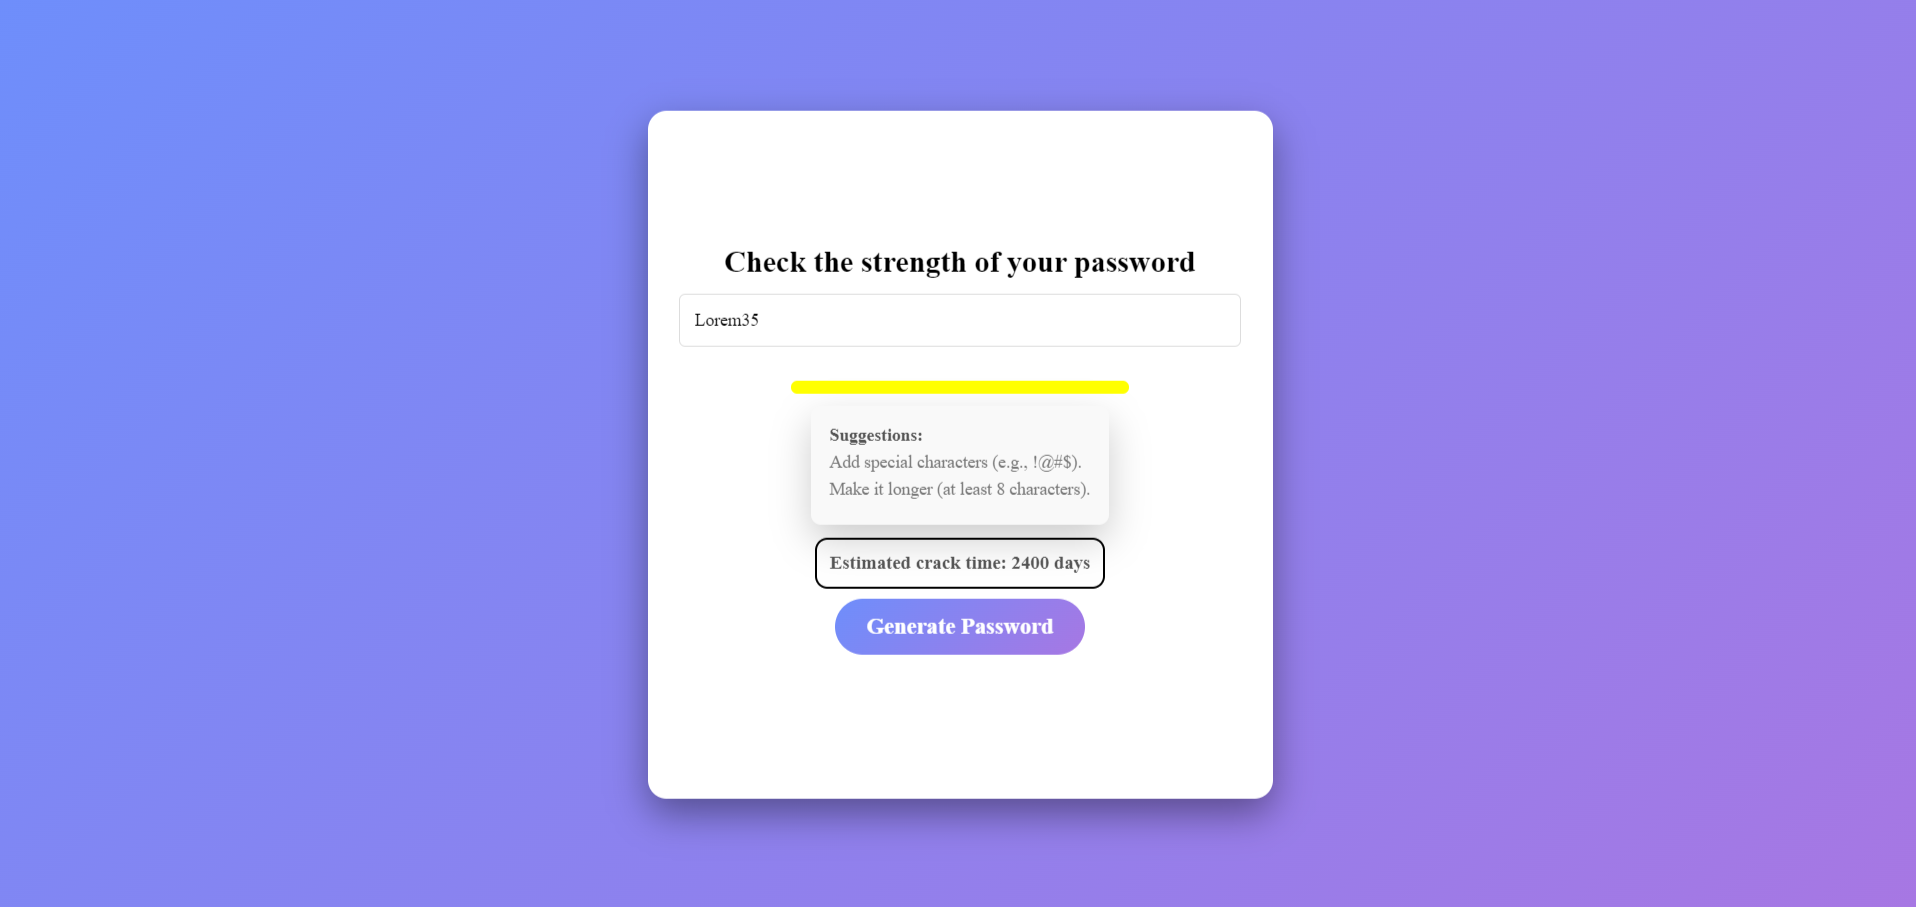 Check the strength of your password
Lorem35
Suggestions:
Add special characters (e.g., !@#$).
Make it longer (at least 8 characters).
Estimated crack time: 2400 days
Generate Password